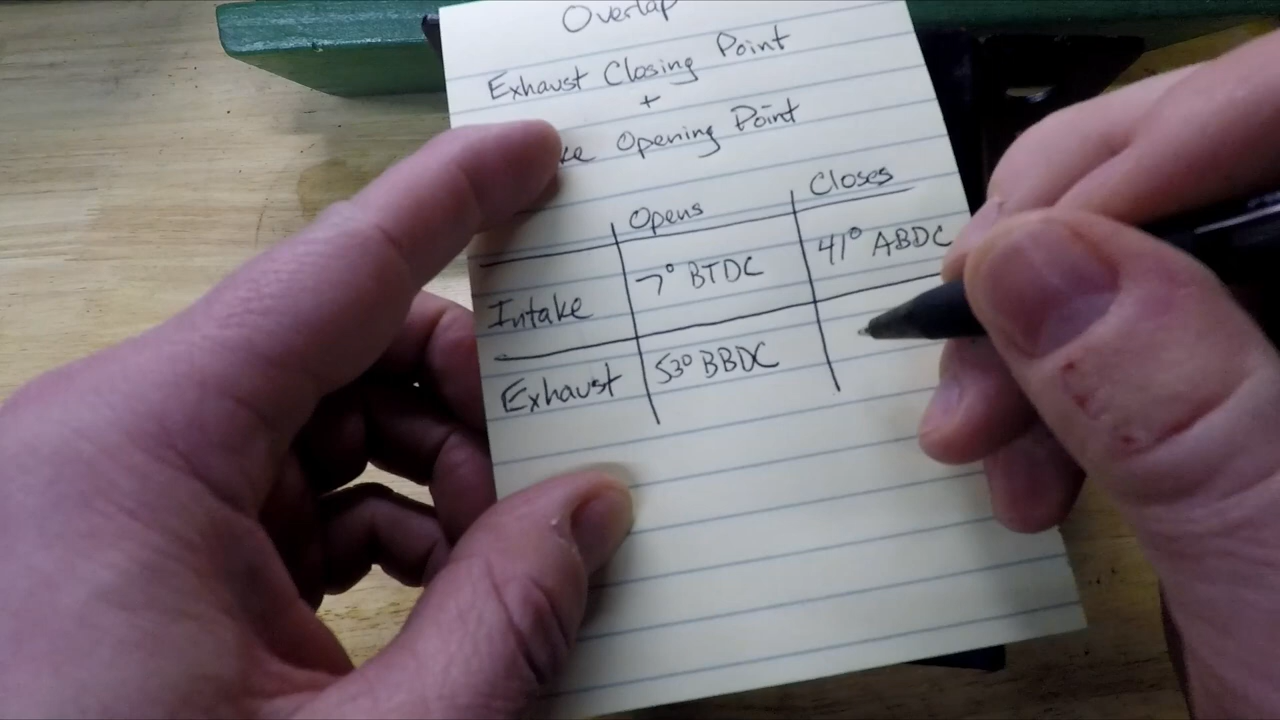 Overlap
Exhaust Closing Point
+
ke Opening Point
Opens Closes
Intake 7° BTDC 41° ABDC
Exhaust 53° BBDC